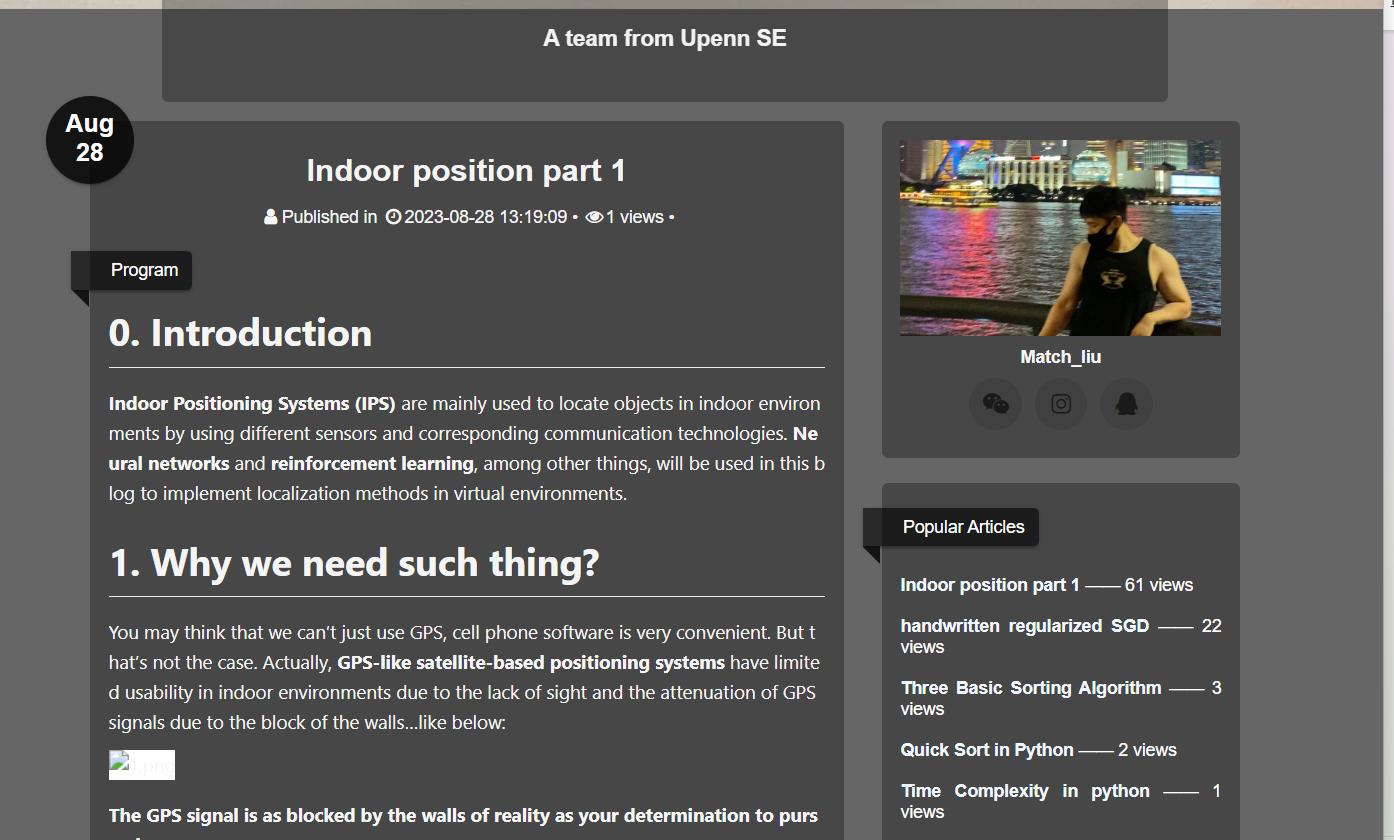 A team from Upenn SE
Aug
28
Indoor position part 1
Published in 2023-08-28 13:19:09 • 1 views •
Program
0. Introduction
Indoor Positioning Systems (IPS) are mainly used to locate objects in indoor environ
ments by using different sensors and corresponding communication technologies. Ne
ural networks and reinforcement learning, among other things, will be used in this b
log to implement localization methods in virtual environments.
1. Why we need such thing?
You may think that we can’t just use GPS, cell phone software is very convenient. But t
hat’s not the case. Actually, GPS-like satellite-based positioning systems have limite
d usability in indoor environments due to the lack of sight and the attenuation of GPS
signals due to the block of the walls...like below:
The GPS signal is as blocked by the walls of reality as your determination to purs
Match_liu
Popular Articles
Indoor position part 1 —— 61 views
handwritten regularized SGD —— 22
views
Three Basic Sorting Algorithm —— 3
views
Quick Sort in Python —— 2 views
Time Complexity in python —— 1
views